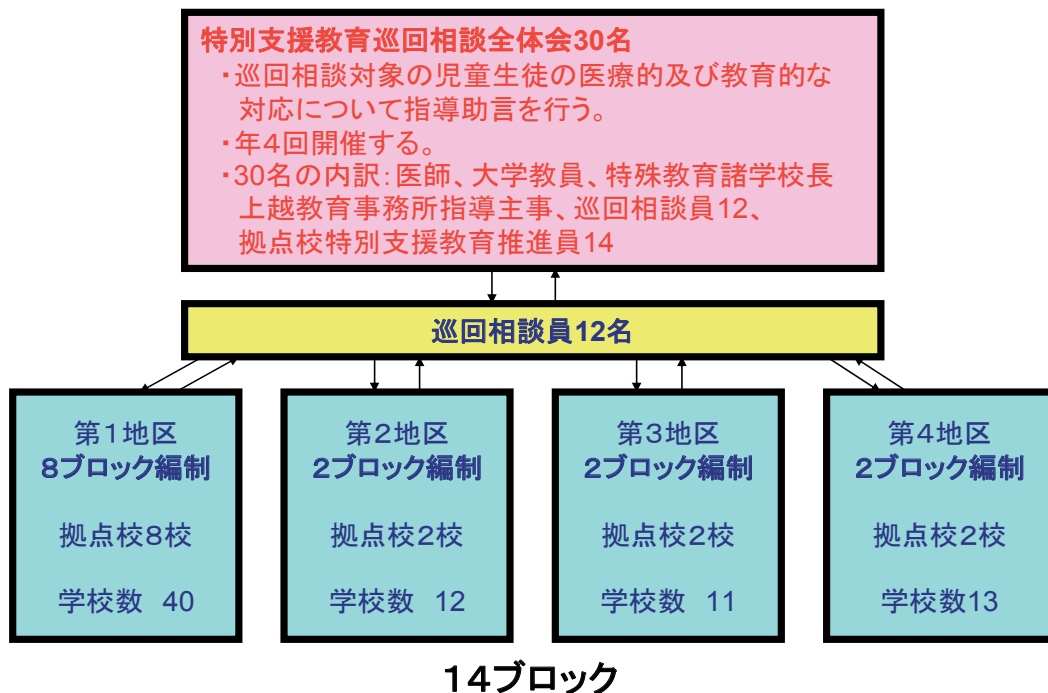 特別支援教育巡回相談全体会30名
・巡回相談対象の児童生徒の医療的及び教育的な
対応について指導助言を行う。
・年4回開催する。
・30名の内訳：医師、大学教員、特殊教育諸学校長
上越教育事務所指導主事、巡回相談員12、
拠点校特別支援教育推進員14
巡回相談員12名
第1地区
8ブロック編制
拠点校8校
学校数 40
第2地区
2ブロック編制
拠点校2校
学校数 12
第3地区
2ブロック編制
拠点校2校
学校数 11
第4地区
2ブロック編制
拠点校2校
学校数13
14ブロック